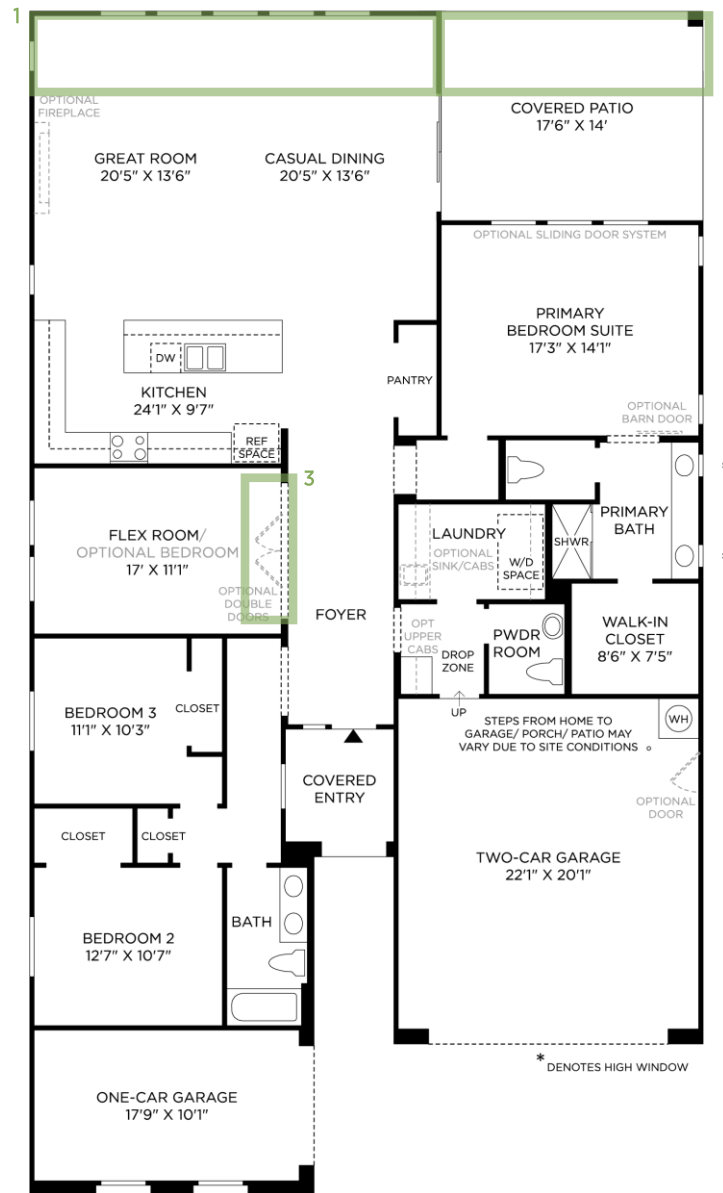 1
OPTIONAL
FIREPLACE
COVERED PATIO
17'6" X 14'
GREAT ROOM
20'5" X 13'6"
CASUAL DINING
20'5" X 13'6"
OPTIONAL SLIDING DOOR SYSTEM
PRIMARY
BEDROOM SUITE
17'3" X 14'1"
DW
PANTRY
KITCHEN
24'1" X 9'7"
OPTIONAL
BARN DOOR
REF
SPACE
3
FLEX ROOM/
OPTIONAL BEDROOM
17' X 11'1"
OPTIONAL
DOUBLE
DOORS
LAUNDRY
OPTIONAL
SINK/CABS
W/D
SPACE
SHWR
PRIMARY
BATH
*
*
FOYER
OPT
UPPER
CABS
DROP
ZONE
PWDR
ROOM
WALK-IN
CLOSET
8'6" X 7'5"
UP
BEDROOM 3
11'1" X 10'3"
CLOSET
STEPS FROM HOME TO
GARAGE/ PORCH/ PATIO MAY
VARY DUE TO SITE CONDITIONS
WH
COVERED
ENTRY
OPTIONAL
DOOR
CLOSET
CLOSET
TWO-CAR GARAGE
22'1" X 20'1"
BATH
BEDROOM 2
12'7" X 10'7"
* DENOTES HIGH WINDOW
ONE-CAR GARAGE
17'9" X 10'1"